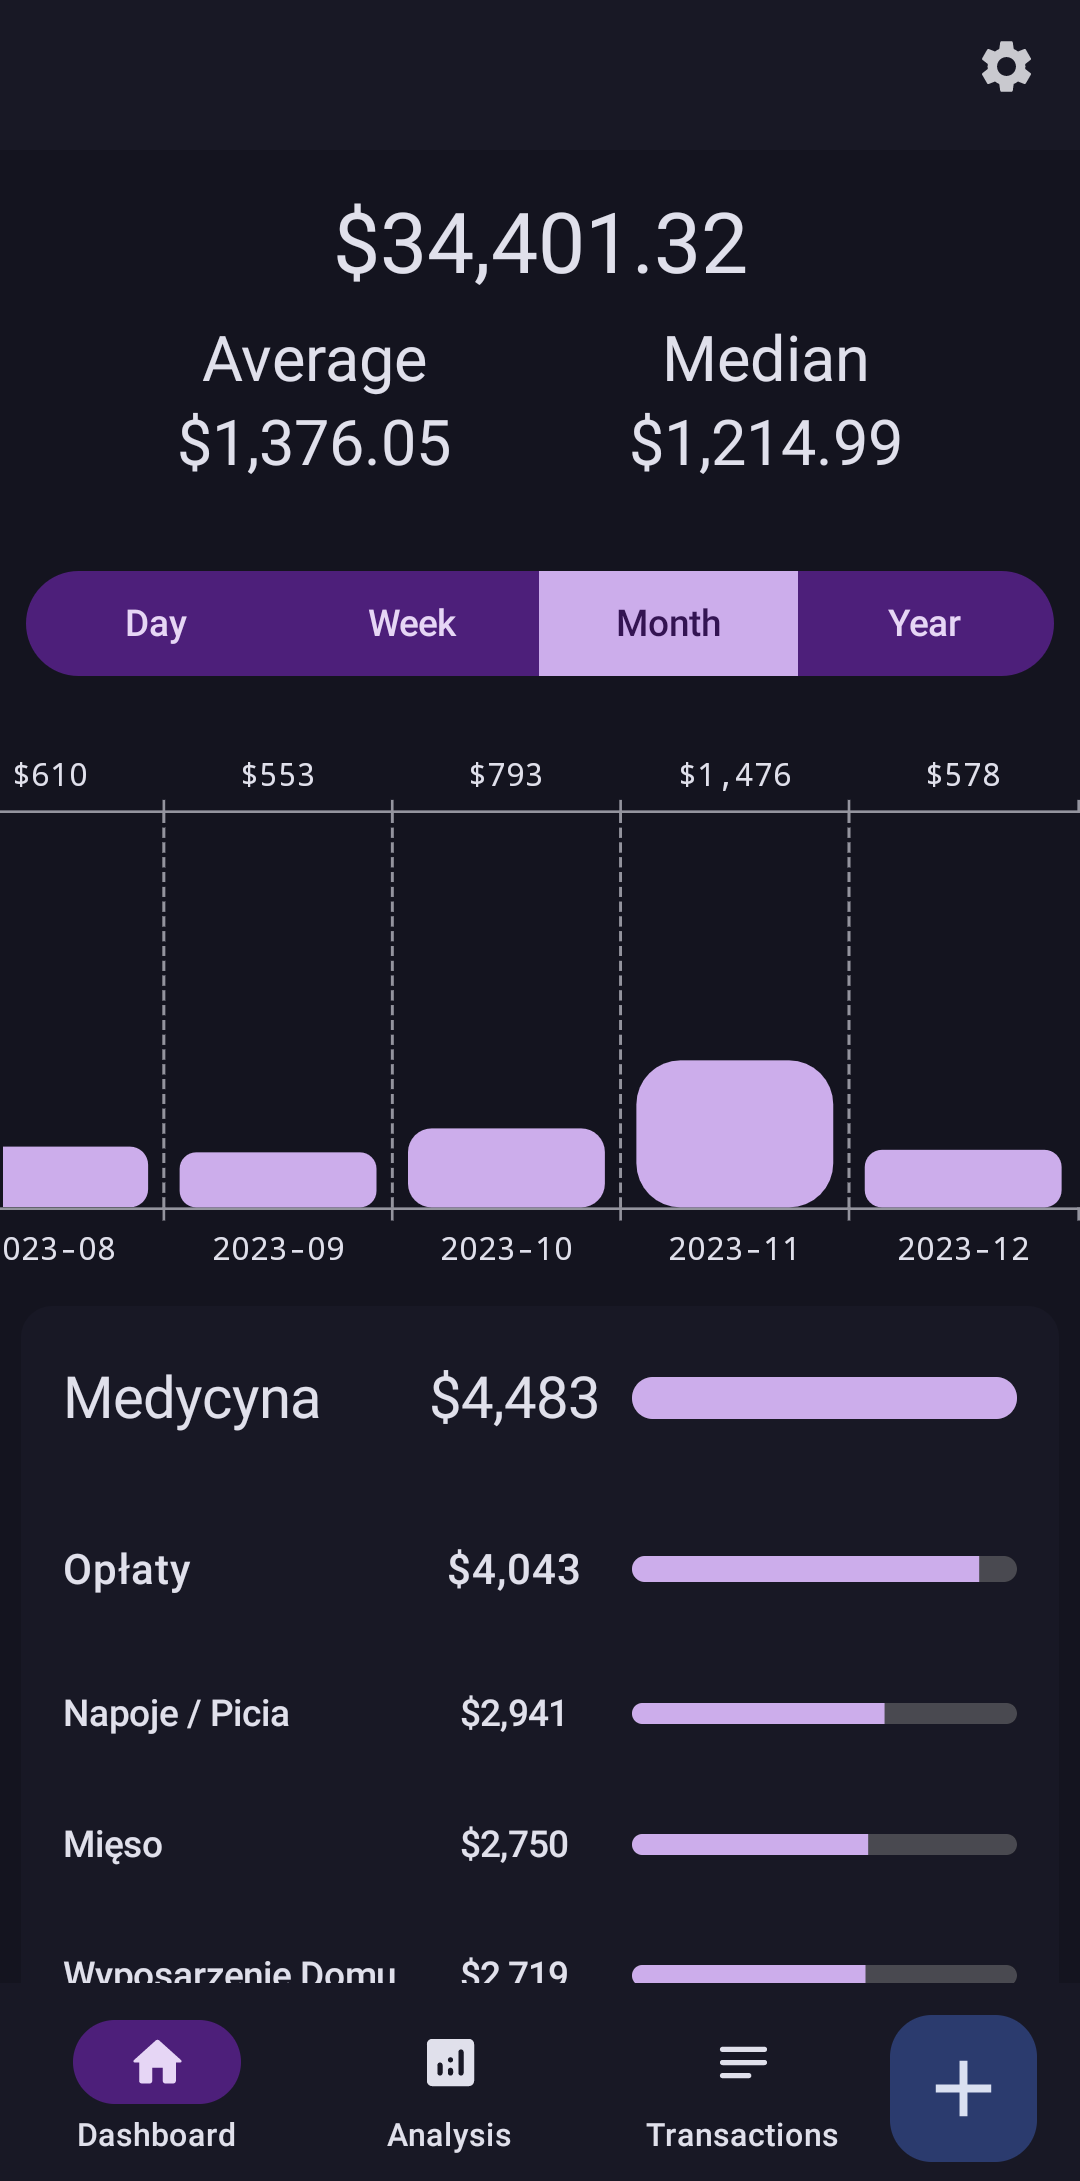 $34,401.32
Average Median
$1,376.05 $1,214.99
Day Week Month Year
$610 $553 $793 $1,476 $578
023-08 2023-09 2023-10 2023-11 2023-12
Medycyna $4,483
Opłaty $4,043
Napoje / Picia $2,941
Mięso $2,750
Wyposarzenie Domu $2,719
Dashboard Analysis Transactions